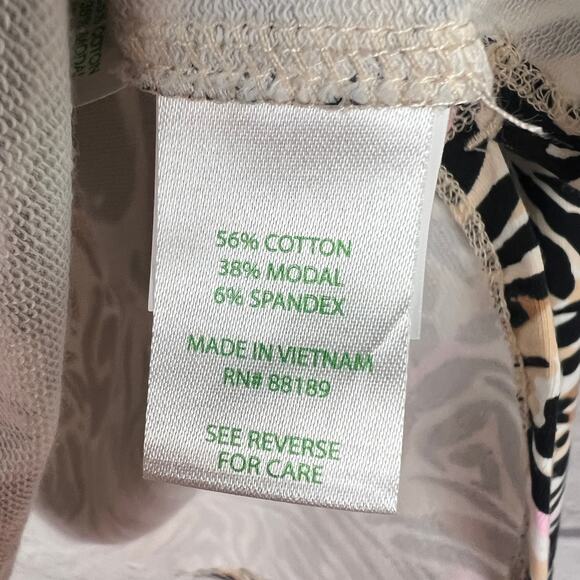 56% COTTON
38% MODAL
6% SPANDEX
MADE IN VIETNAM
RN# 88189
SEE REVERSE
FOR CARE